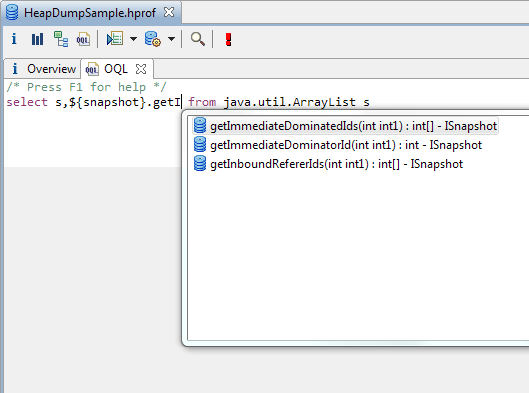 HeapDumpSample.hprof
i OQL
Overview OQL
/* Press F1 for help */
select s,${snapshot}.getI from java.util.ArrayList s
getImmediateDominatedIds(int int1) : int[] - ISnapshot
getImmediateDominatorId(int int1) : int - ISnapshot
getInboundRefererIds(int int1) : int[] - ISnapshot